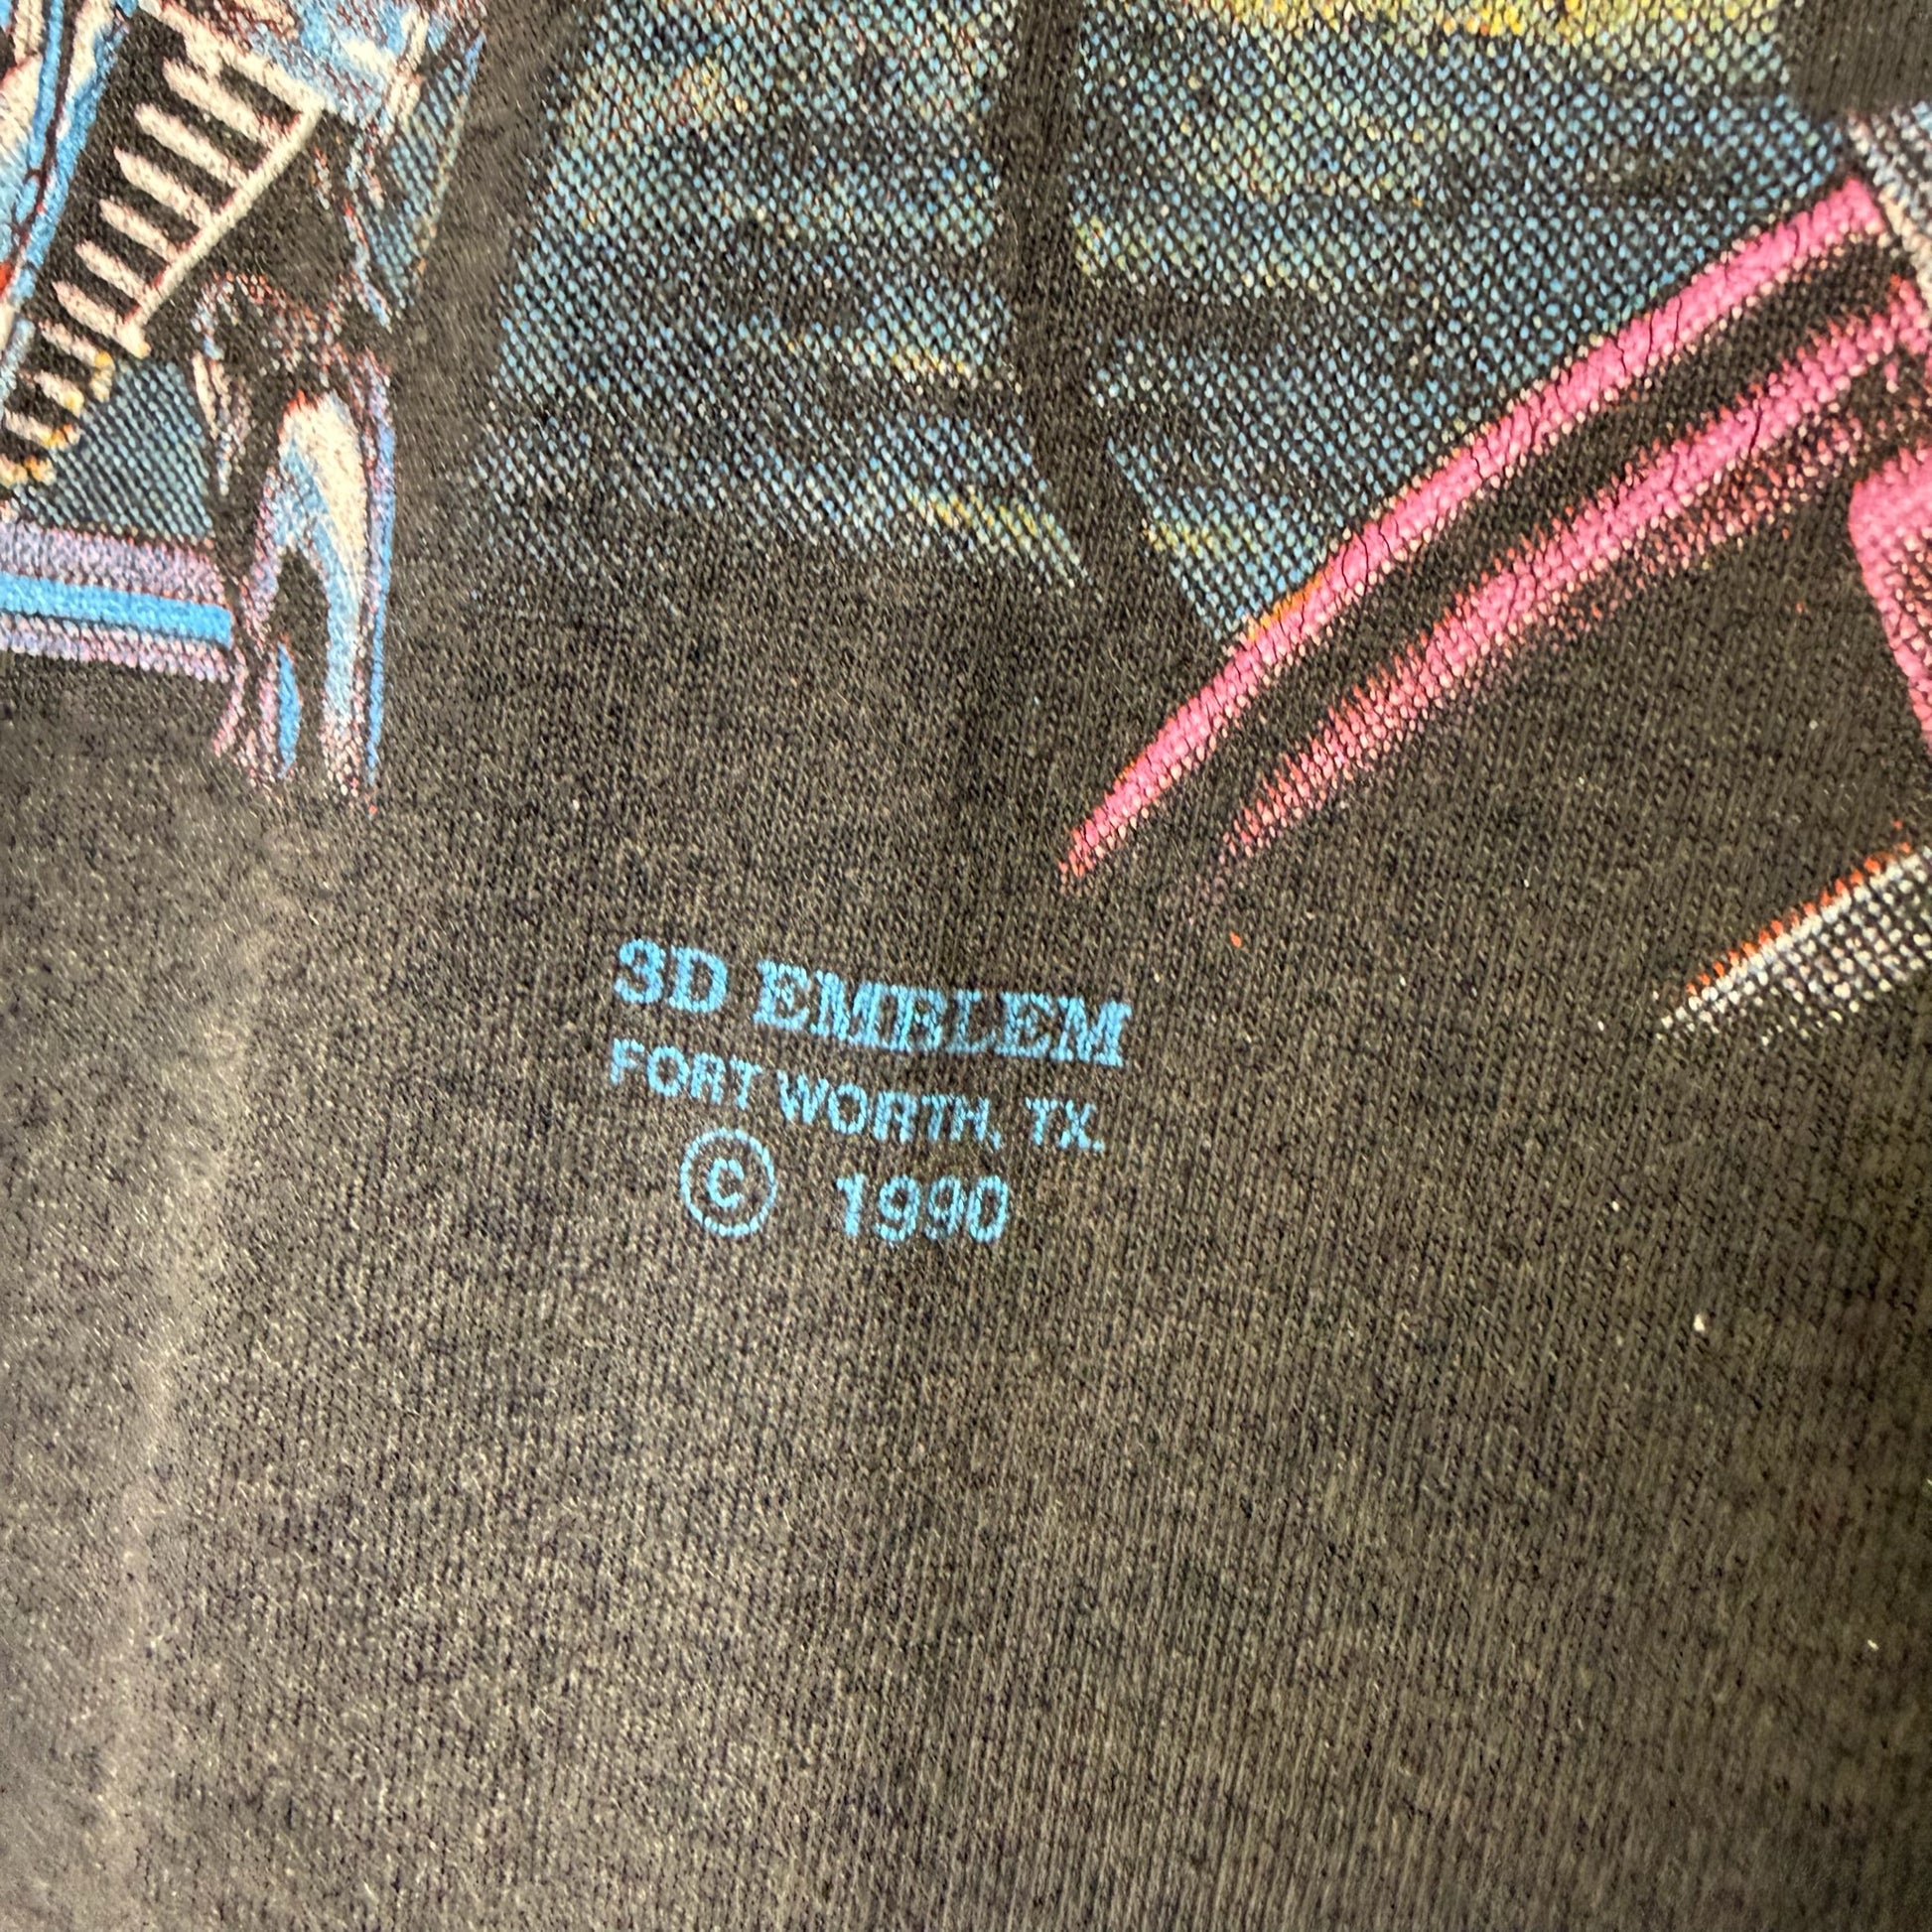 3D EMBLEM
FORT WORTH, TX.
© 1990